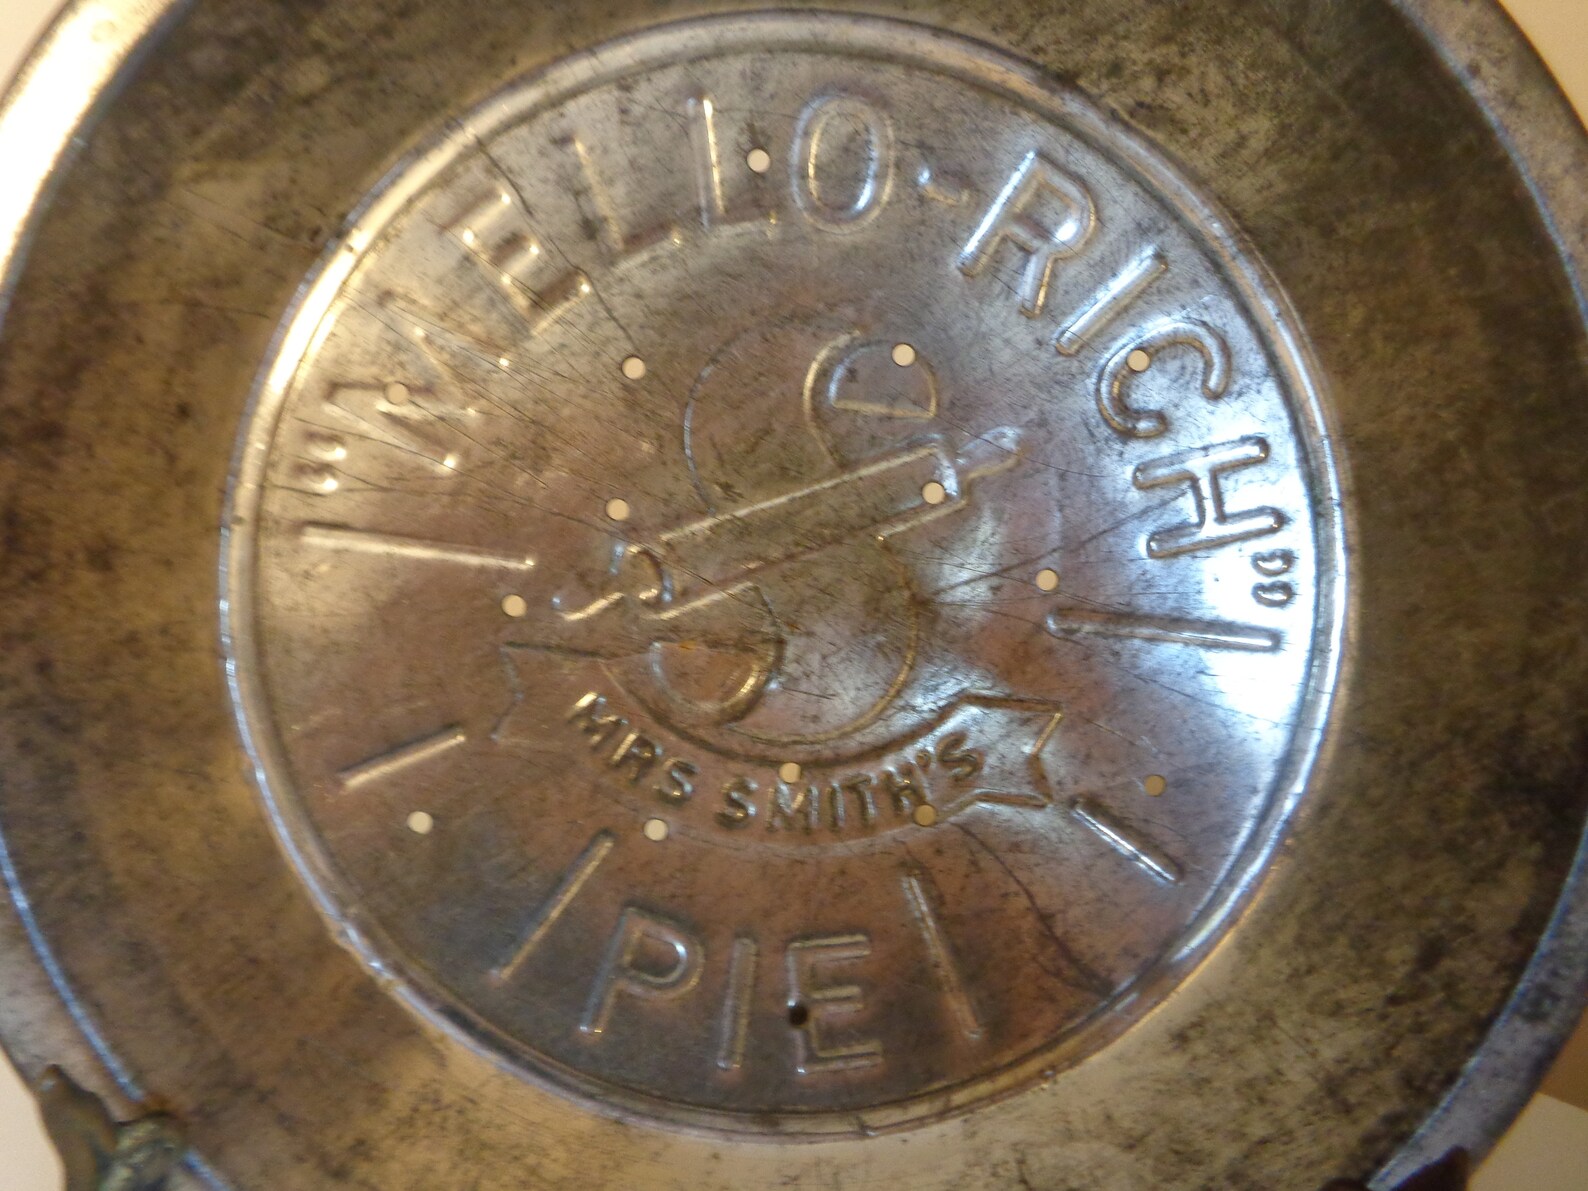 "MELLO-RICH"
S
MRS SMITH'S
PIE